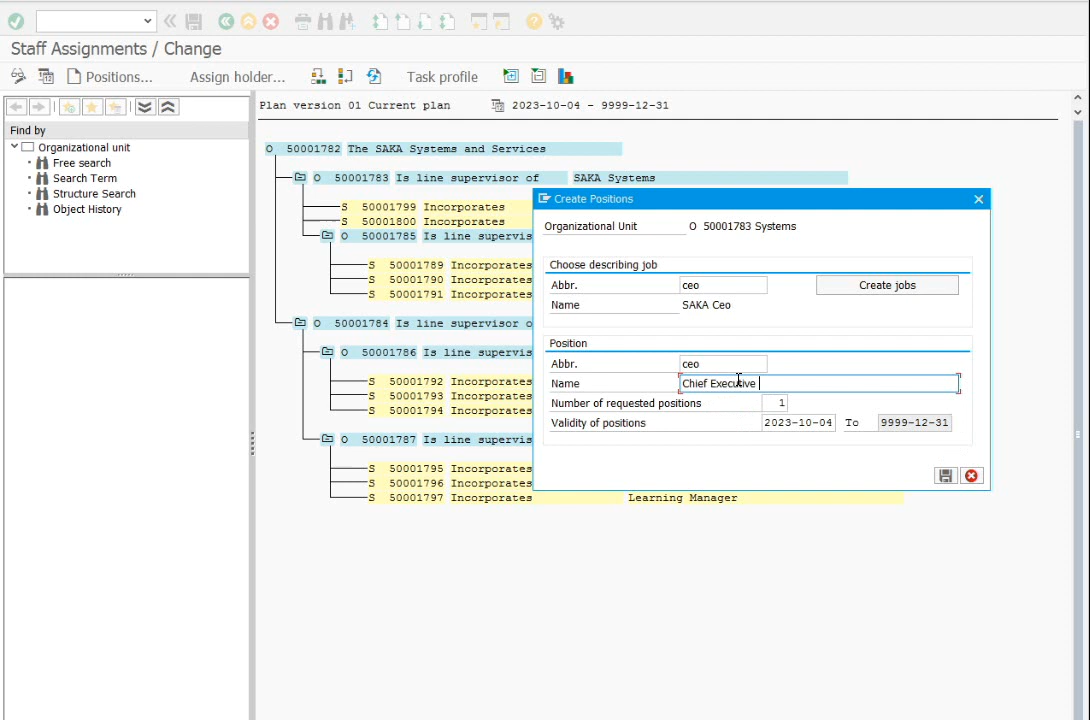 Staff Assignments / Change
Positions... Assign holder... Task profile
Plan version 01 Current plan 2023-10-04 - 9999-12-31
Find by
Organizational unit
Free search
Search Term
Structure Search
Object History
O 50001782 The SAKA Systems and Services
O 50001783 Is line supervisor of SAKA Systems
S 50001799 Incorporates
S 50001800 Incorporates
O 50001785 Is line supervis
S 50001789 Incorporates
S 50001790 Incorporates
S 50001791 Incorporates
O 50001784 Is line supervisor o
O 50001786 Is line supervis
S 50001792 Incorporates
S 50001793 Incorporates
S 50001794 Incorporates
O 50001787 Is line supervis
S 50001795 Incorporates
S 50001796 Incorporates
S 50001797 Incorporates Learning Manager
Create Positions
Organizational Unit O 50001783 Systems
Choose describing job
Abbr. ceo Create jobs
Name SAKA Ceo
Position
Abbr. ceo
Name Chief Executive
Number of requested positions 1
Validity of positions 2023-10-04 To 9999-12-31